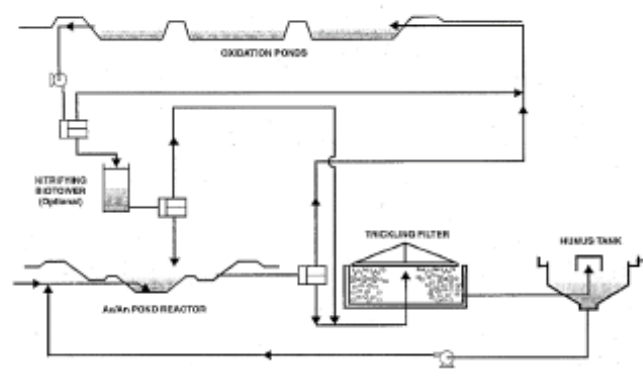 OXIDATION PONDS
NITRIFYING
BIOTOWER
(Optional)
TRICKLING FILTER
HUMUS TANK
An/An POND REACTOR